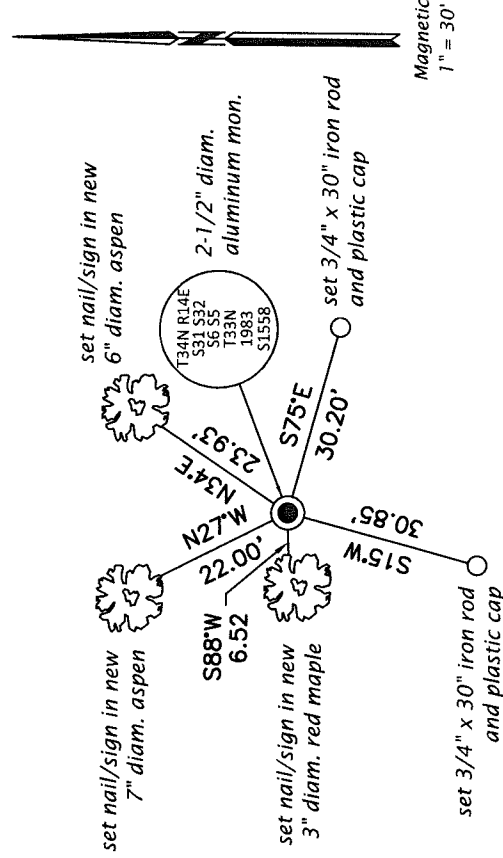 set nail/sign in new
7" diam. aspen
set nail/sign in new
6" diam. aspen
2-1/2" diam.
aluminum mon.
T34N R14E
S31 S32
S6 S5
T33N
1983
S1558
N
Magnetic
1" = 30'
N27°W
22.00'
N34°E
23.93'
S88°W
6.52
S75°E
30.20'
S15°W
30.85'
set nail/sign in new
3" diam. red maple
set 3/4" x 30" iron rod
and plastic cap
set 3/4" x 30" iron rod
and plastic cap